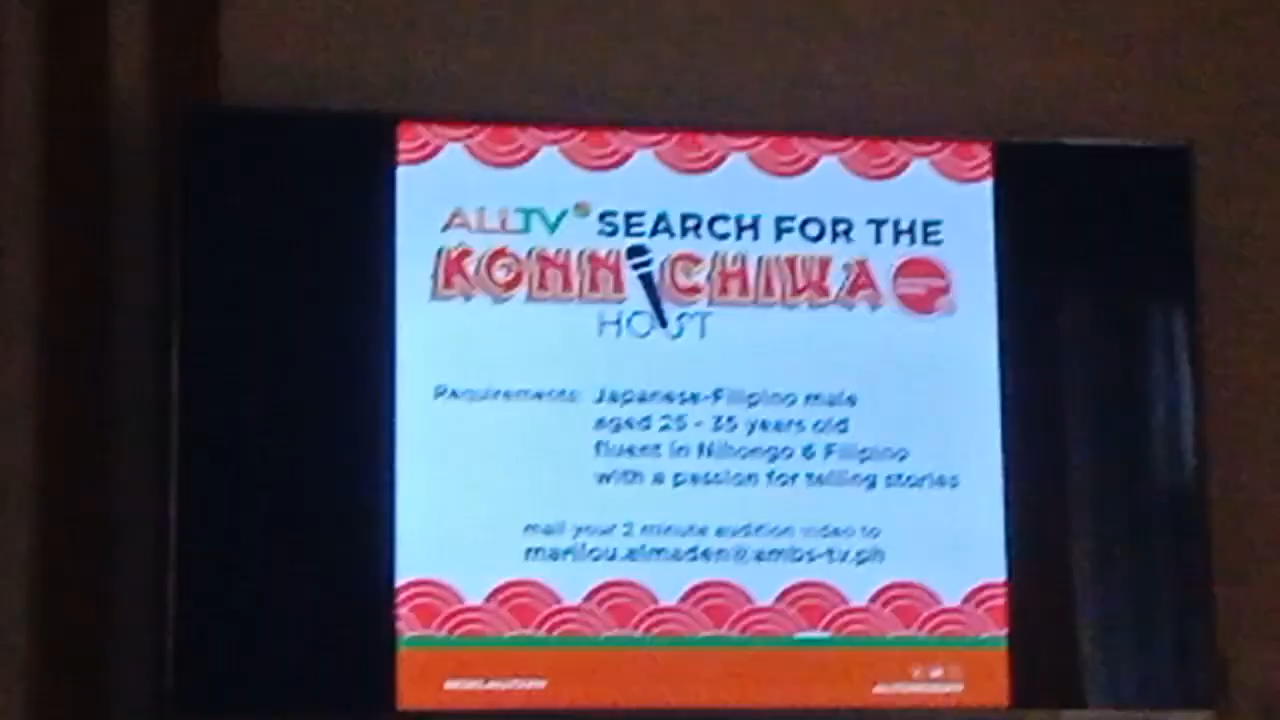 ALLTV SEARCH FOR THE
KONNICHIWA
HOST
Requirements: Japanese-Filipino male
aged 25 - 35 years old
fluent in Nihongo & Filipino
with a passion for telling stories
mail your 2 minute audition video to
marilou.almaden@ambs-tv.ph